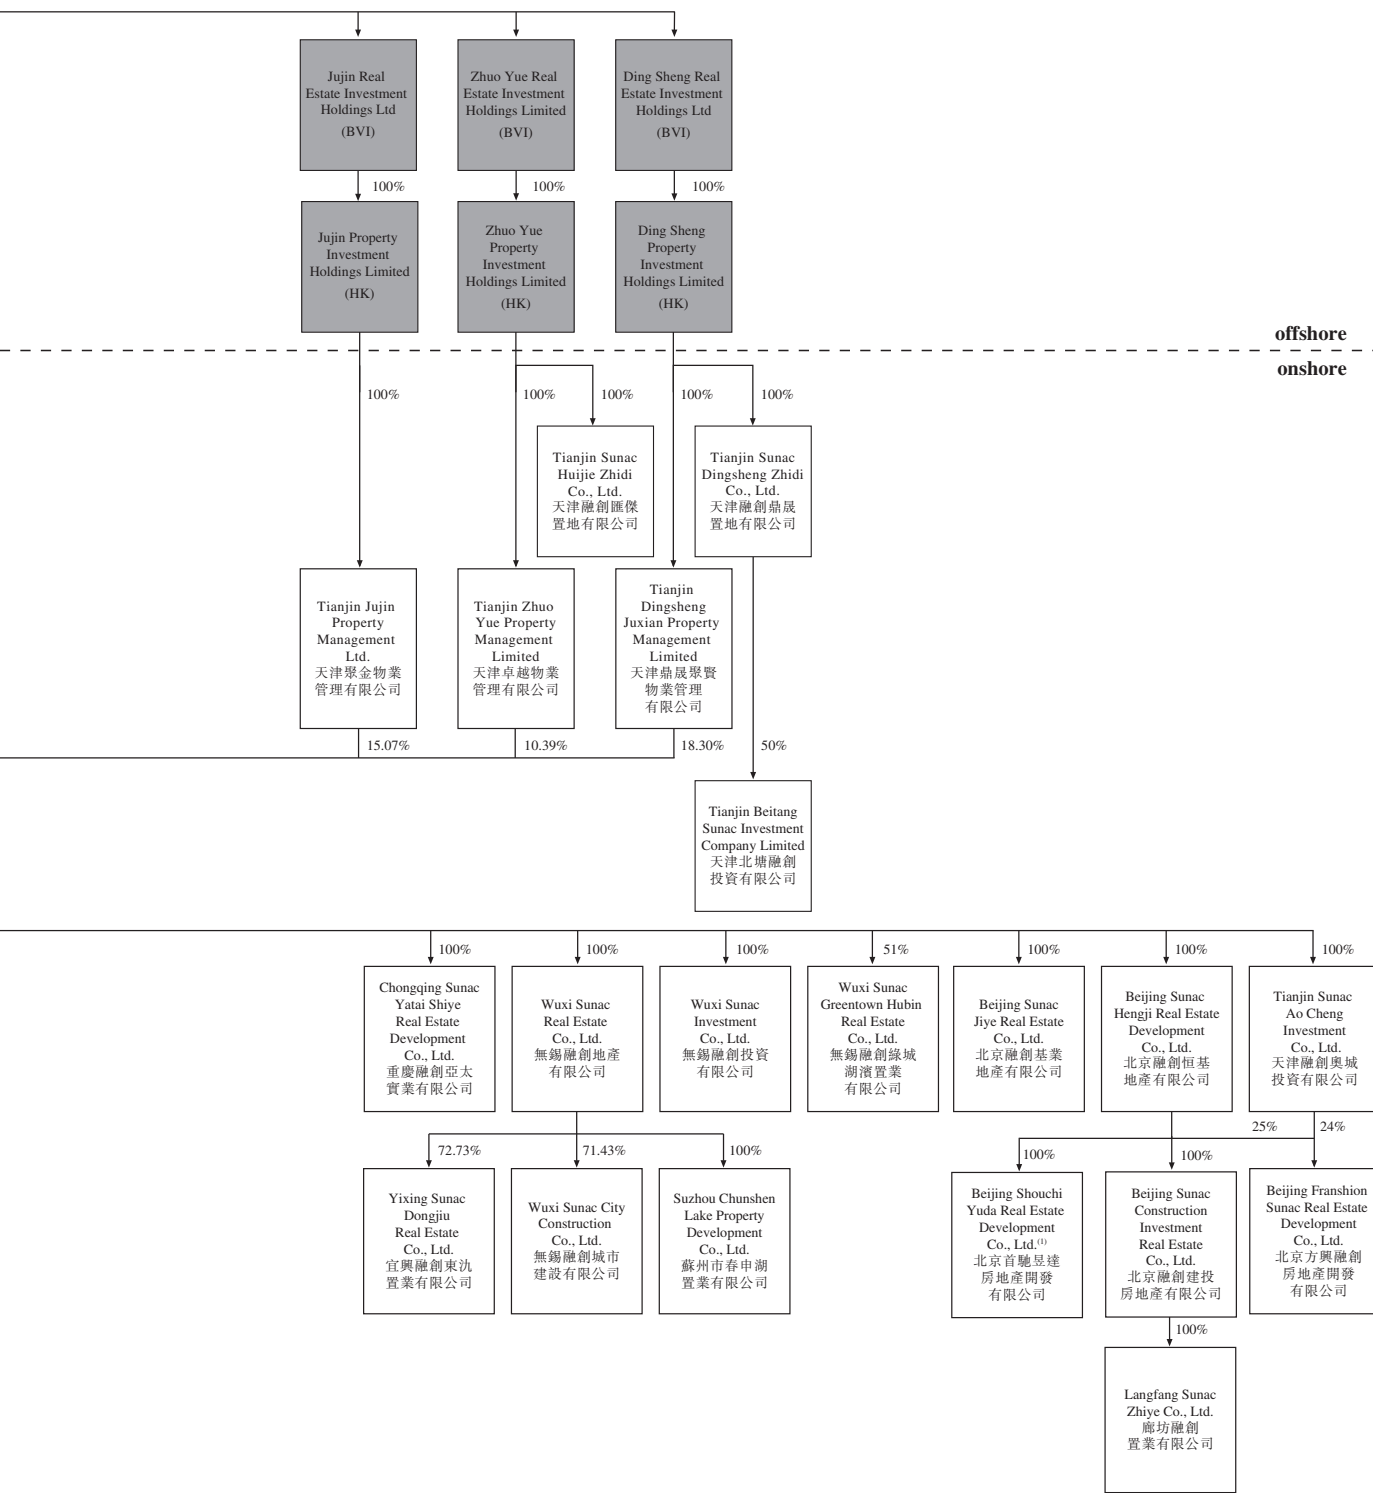 Jujin Real
Estate Investment
Holdings Ltd
(BVI)
Zhuo Yue Real
Estate Investment
Holdings Limited
(BVI)
Ding Sheng Real
Estate Investment
Holdings Ltd
(BVI)
100%
100%
100%
Jujin Property
Investment
Holdings Limited
(HK)
Zhuo Yue
Property
Investment
Holdings Limited
(HK)
Ding Sheng
Property
Investment
Holdings Limited
(HK)
offshore
onshore
100%
100%
100%
100%
100%
Tianjin Sunac
Huijie Zhidi
Co., Ltd.
天津融創匯傑
置地有限公司
Tianjin Sunac
Dingsheng Zhidi
Co., Ltd.
天津融創鼎晟
置地有限公司
Tianjin Jujin
Property
Management
Ltd.
天津聚金物業
管理有限公司
Tianjin Zhuo
Yue Property
Management
Limited
天津卓越物業
管理有限公司
Tianjin
Dingsheng
Juxian Property
Management
Limited
天津鼎晟聚賢
物業管理
有限公司
15.07%
10.39%
18.30%
50%
Tianjin Beitang
Sunac Investment
Company Limited
天津北塘融創
投資有限公司
100%
100%
100%
51%
100%
100%
100%
Chongqing Sunac
Yatai Shiye
Real Estate
Development
Co., Ltd.
重慶融創亞太
實業有限公司
Wuxi Sunac
Real Estate
Co., Ltd.
無錫融創地產
有限公司
Wuxi Sunac
Investment
Co., Ltd.
無錫融創投資
有限公司
Wuxi Sunac
Greentown Hubin
Real Estate
Co., Ltd.
無錫融創綠城
湖濱置業
有限公司
Beijing Sunac
Jiye Real Estate
Co., Ltd.
北京融創基業
地產有限公司
Beijing Sunac
Hengji Real Estate
Development
Co., Ltd.
北京融創恒基
地產有限公司
Tianjin Sunac
Ao Cheng
Investment
Co., Ltd.
天津融創奧城
投資有限公司
25%
24%
72.73%
71.43%
100%
100%
100%
Yixing Sunac
Dongjiu
Real Estate
Co., Ltd.
宜興融創東氿
置業有限公司
Wuxi Sunac City
Construction
Co., Ltd.
無錫融創城市
建設有限公司
Suzhou Chunshen
Lake Property
Development
Co., Ltd.
蘇州市春申湖
置業有限公司
Beijing Shouchi
Yuda Real Estate
Development
Co., Ltd.(1)
北京首馳昱達
房地產開發
有限公司
Beijing Sunac
Construction
Investment
Real Estate
Co., Ltd.
北京融創建投
房地產有限公司
Beijing Franshion
Sunac Real Estate
Development
Co., Ltd.
北京方興融創
房地產開發
有限公司
100%
Langfang Sunac
Zhiye Co., Ltd.
廊坊融創
置業有限公司